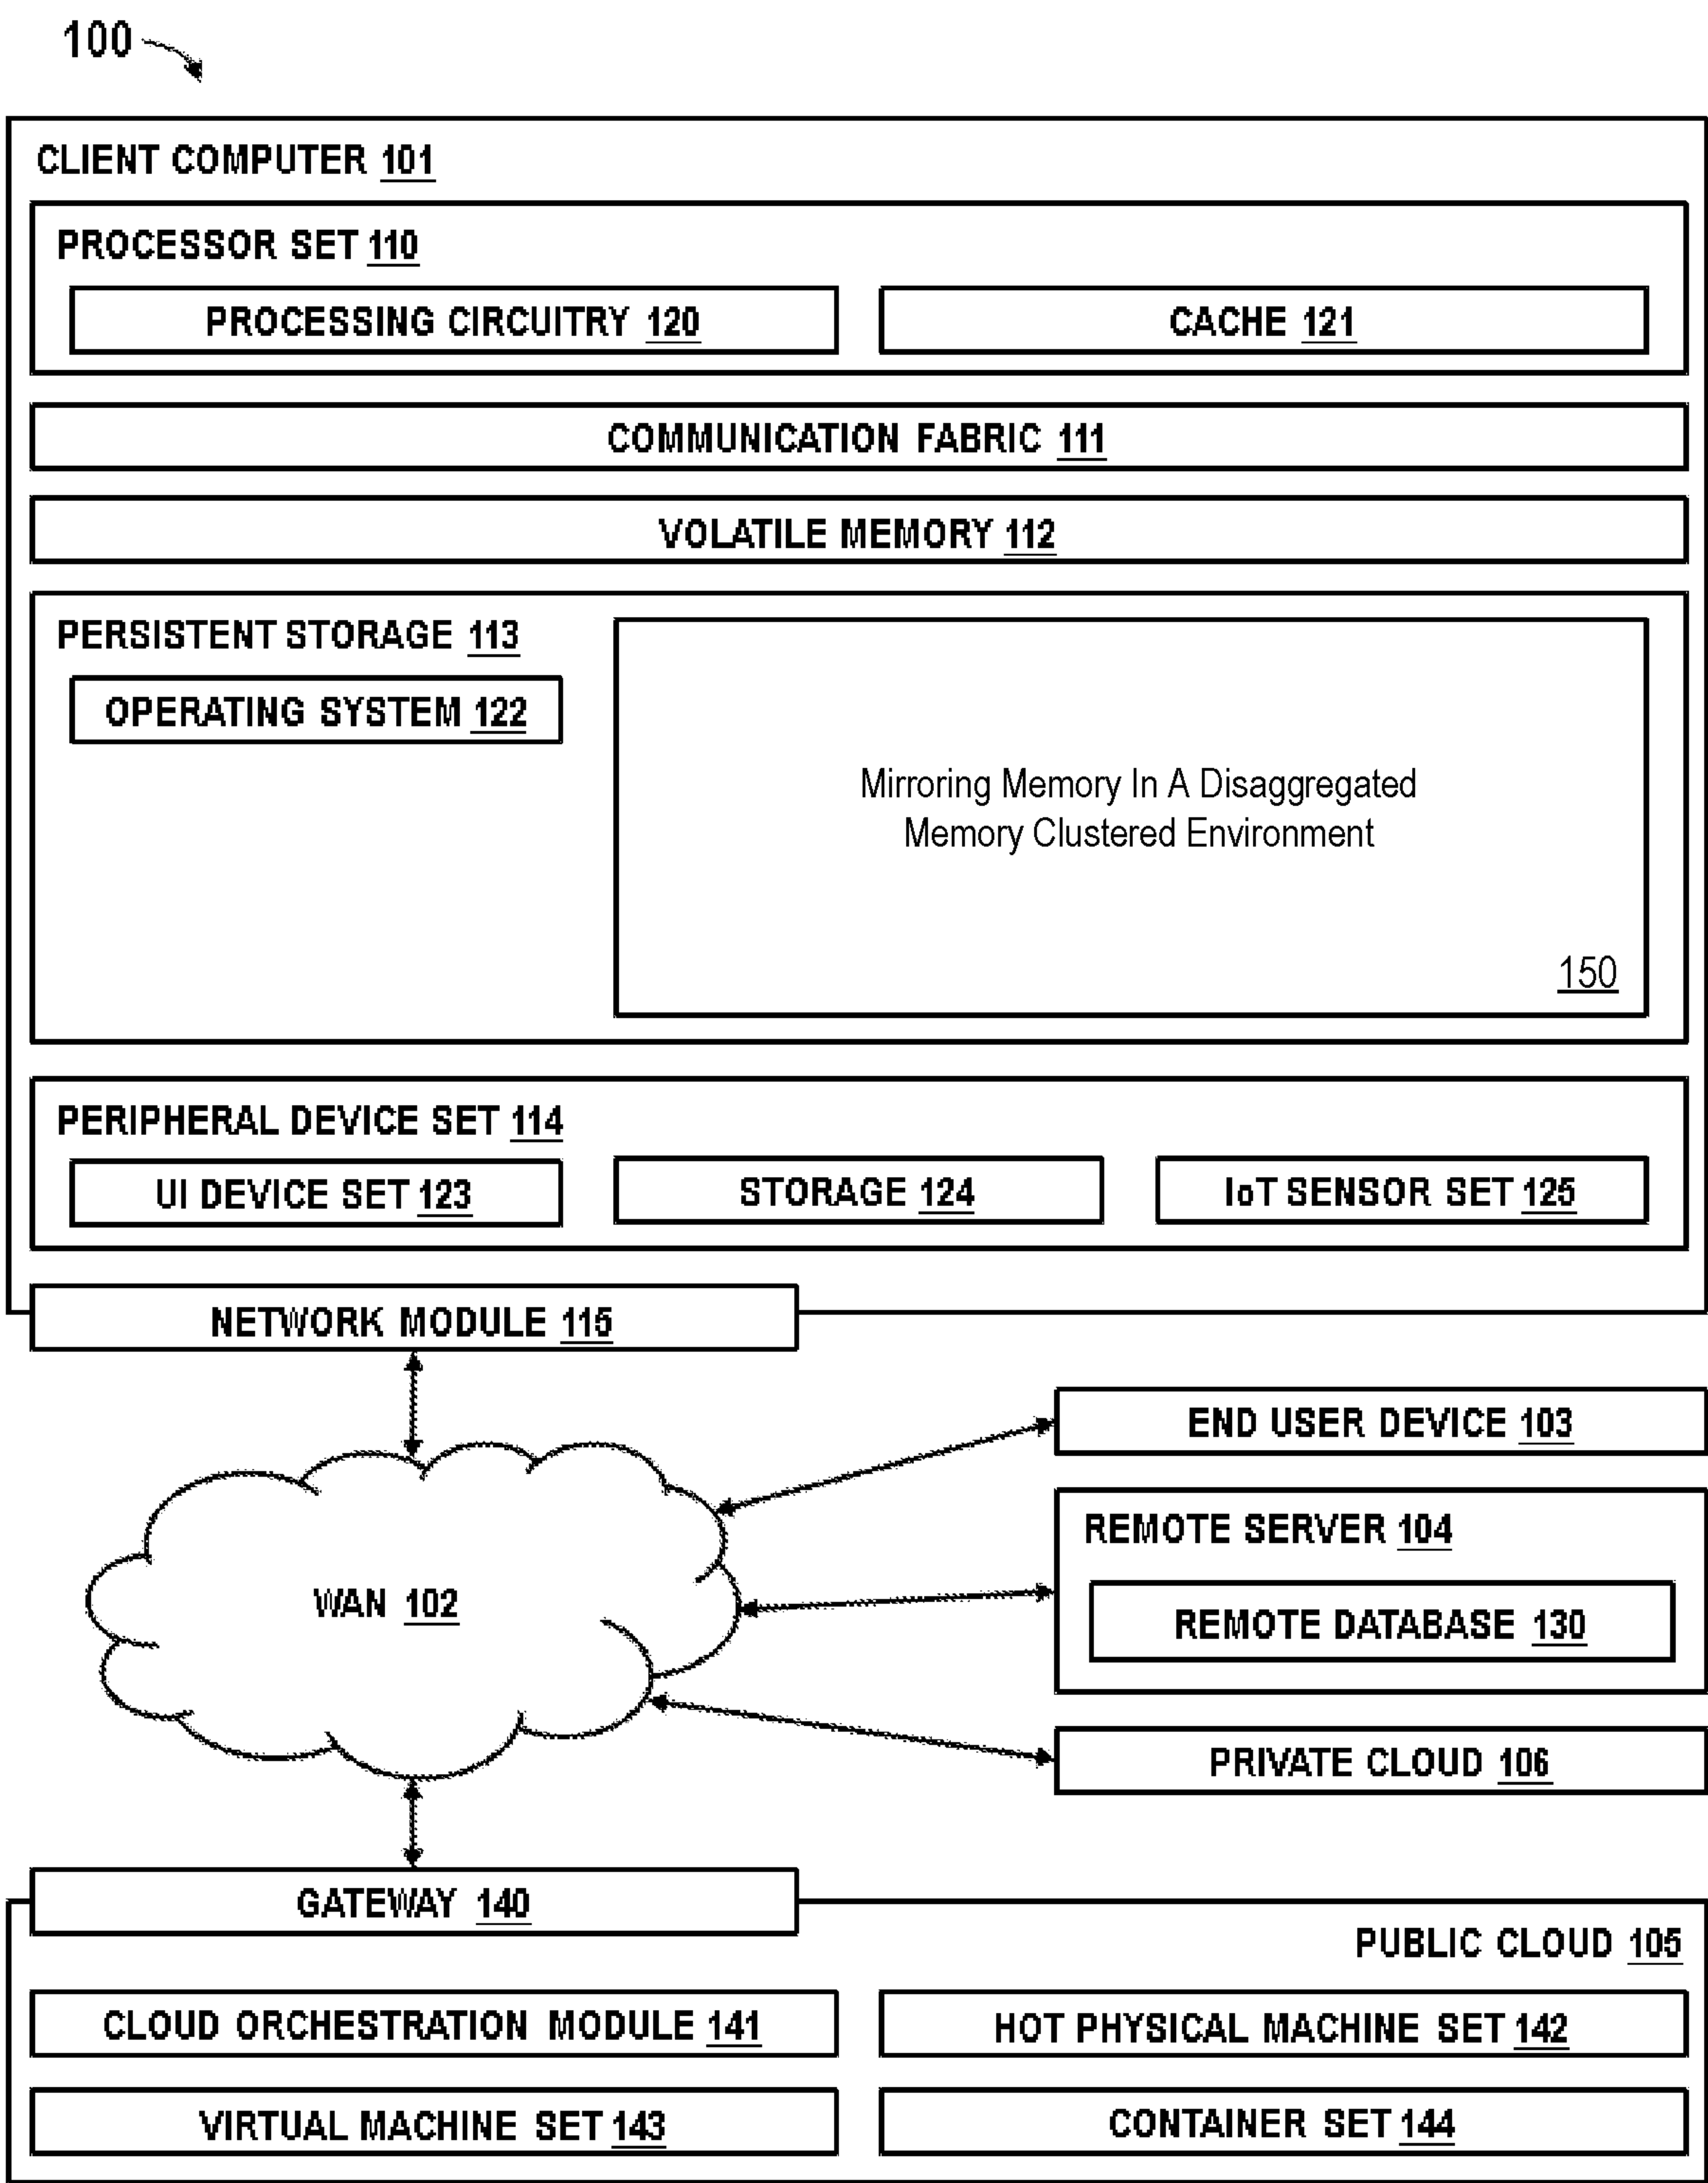 100
CLIENT COMPUTER 101
PROCESSOR SET 110
PROCESSING CIRCUITRY 120
CACHE 121
COMMUNICATION FABRIC 111
VOLATILE MEMORY 112
PERSISTENT STORAGE 113
OPERATING SYSTEM 122
Mirroring Memory In A Disaggregated
Memory Clustered Environment
150
PERIPHERAL DEVICE SET 114
UI DEVICE SET 123
STORAGE 124
IoT SENSOR SET 125
NETWORK MODULE 115
END USER DEVICE 103
REMOTE SERVER 104
WAN 102
REMOTE DATABASE 130
PRIVATE CLOUD 106
GATEWAY 140
PUBLIC CLOUD 105
CLOUD ORCHESTRATION MODULE 141
HOT PHYSICAL MACHINE SET 142
VIRTUAL MACHINE SET 143
CONTAINER SET 144